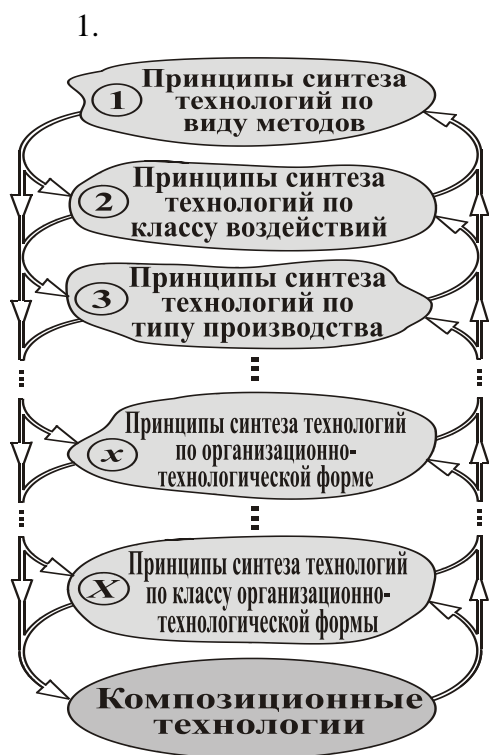 1.
1 Принципы синтеза
технологий по
виду методов
2 Принципы синтеза
технологий по
классу воздействий
3 Принципы синтеза
технологий по
типу производства
x Принципы синтеза технологий
по организационно-
технологической форме
X Принципы синтеза технологий
по классу организационно-
технологической формы
Композиционные
технологии